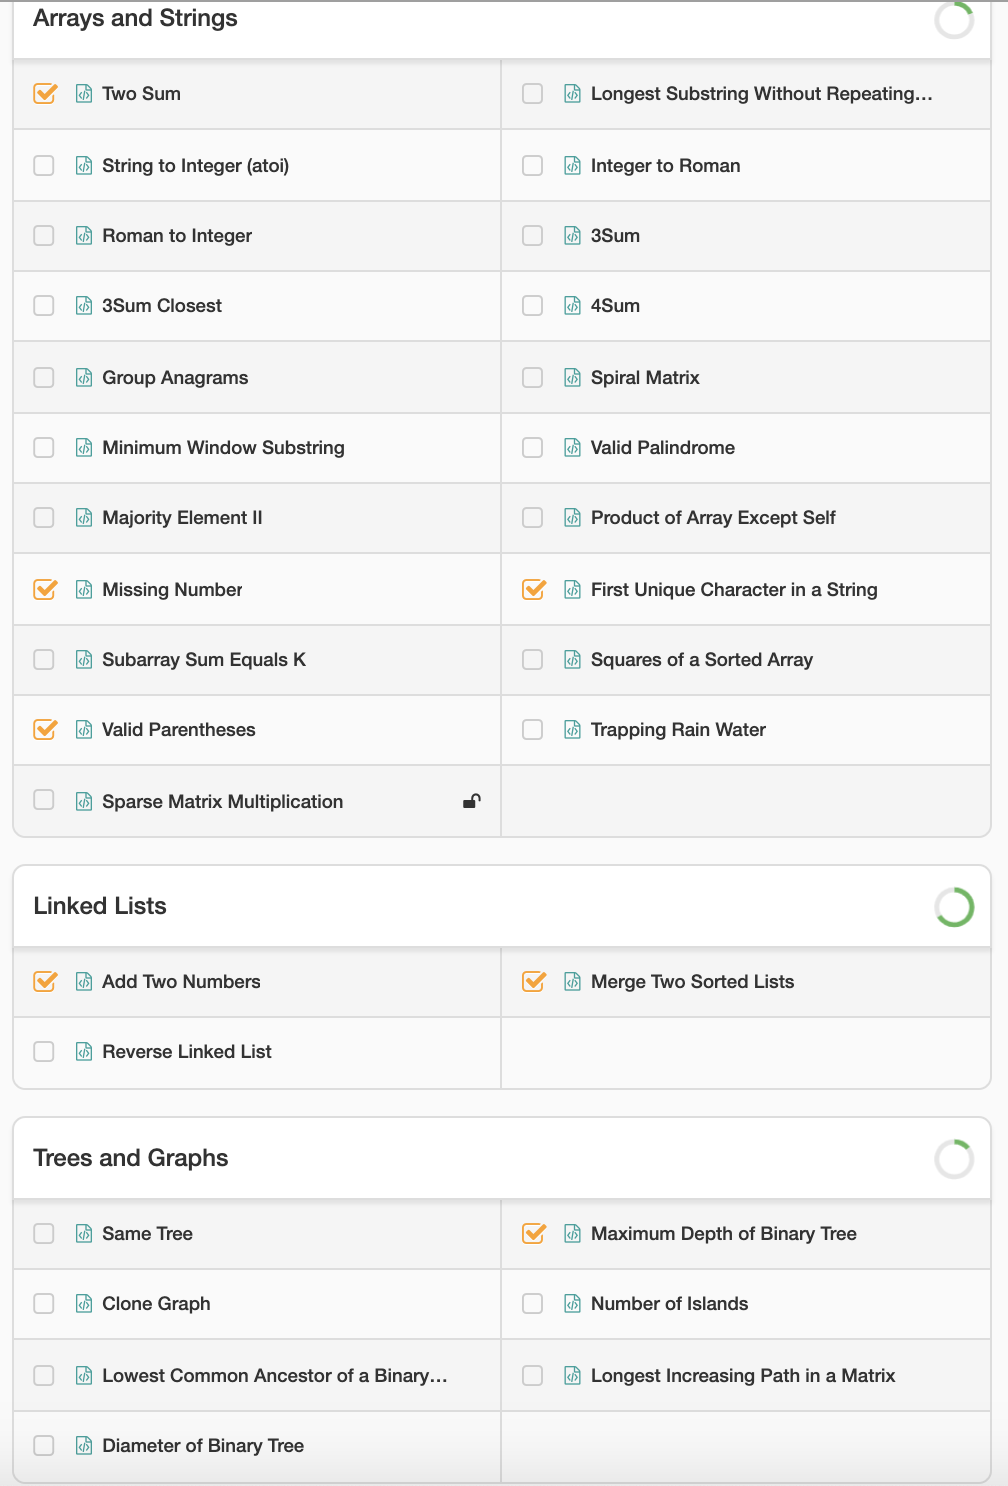 Arrays and Strings
Two Sum
Longest Substring Without Repeating...
String to Integer (atoi)
Integer to Roman
Roman to Integer
3Sum
3Sum Closest
4Sum
Group Anagrams
Spiral Matrix
Minimum Window Substring
Valid Palindrome
Majority Element II
Product of Array Except Self
Missing Number
First Unique Character in a String
Subarray Sum Equals K
Squares of a Sorted Array
Valid Parentheses
Trapping Rain Water
Sparse Matrix Multiplication
Linked Lists
Add Two Numbers
Merge Two Sorted Lists
Reverse Linked List
Trees and Graphs
Same Tree
Maximum Depth of Binary Tree
Clone Graph
Number of Islands
Lowest Common Ancestor of a Binary...
Longest Increasing Path in a Matrix
Diameter of Binary Tree